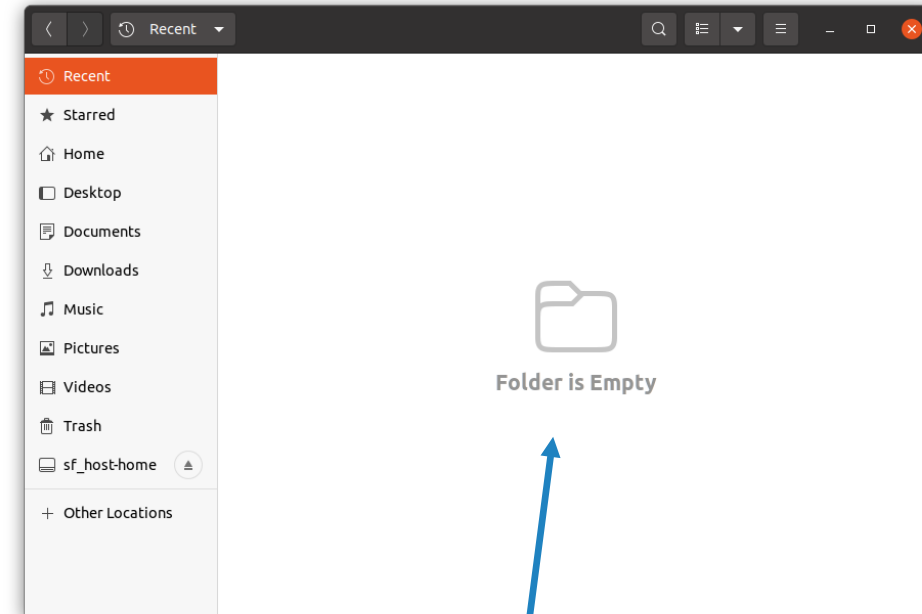 Recent
Recent
Starred
Home
Desktop
Documents
Downloads
Music
Pictures
Videos
Trash
sf_host-home
Other Locations
Folder is Empty